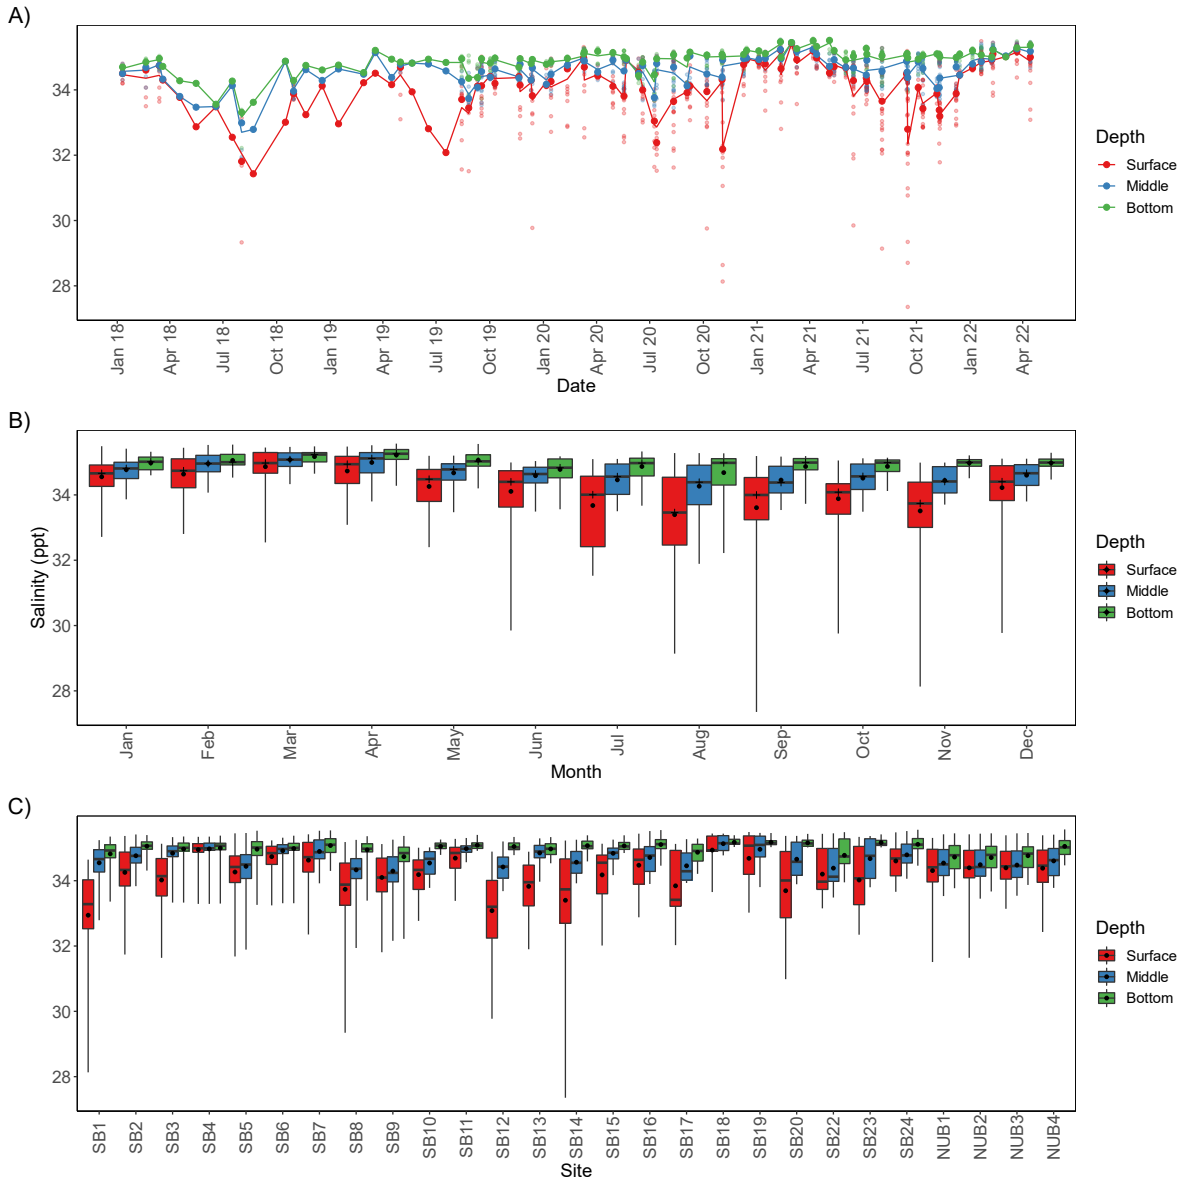 A)
34
32
30
28
Jan 18
Apr 18
Jul 18
Oct 18
Jan 19
Apr 19
Jul 19
Oct 19
Jan 20
Apr 20
Jul 20
Oct 20
Jan 21
Apr 21
Jul 21
Oct 21
Jan 22
Apr 22
Date
Depth
Surface
Middle
Bottom
B)
Salinity (ppt)
34
32
30
28
Jan
Feb
Mar
Apr
May
Jun
Jul
Aug
Sep
Oct
Nov
Dec
Month
Depth
Surface
Middle
Bottom
C)
34
32
30
28
SB1
SB2
SB3
SB4
SB5
SB6
SB7
SB8
SB9
SB10
SB11
SB12
SB13
SB14
SB15
SB16
SB17
SB18
SB19
SB20
SB22
SB23
SB24
NUB1
NUB2
NUB3
NUB4
Site
Depth
Surface
Middle
Bottom